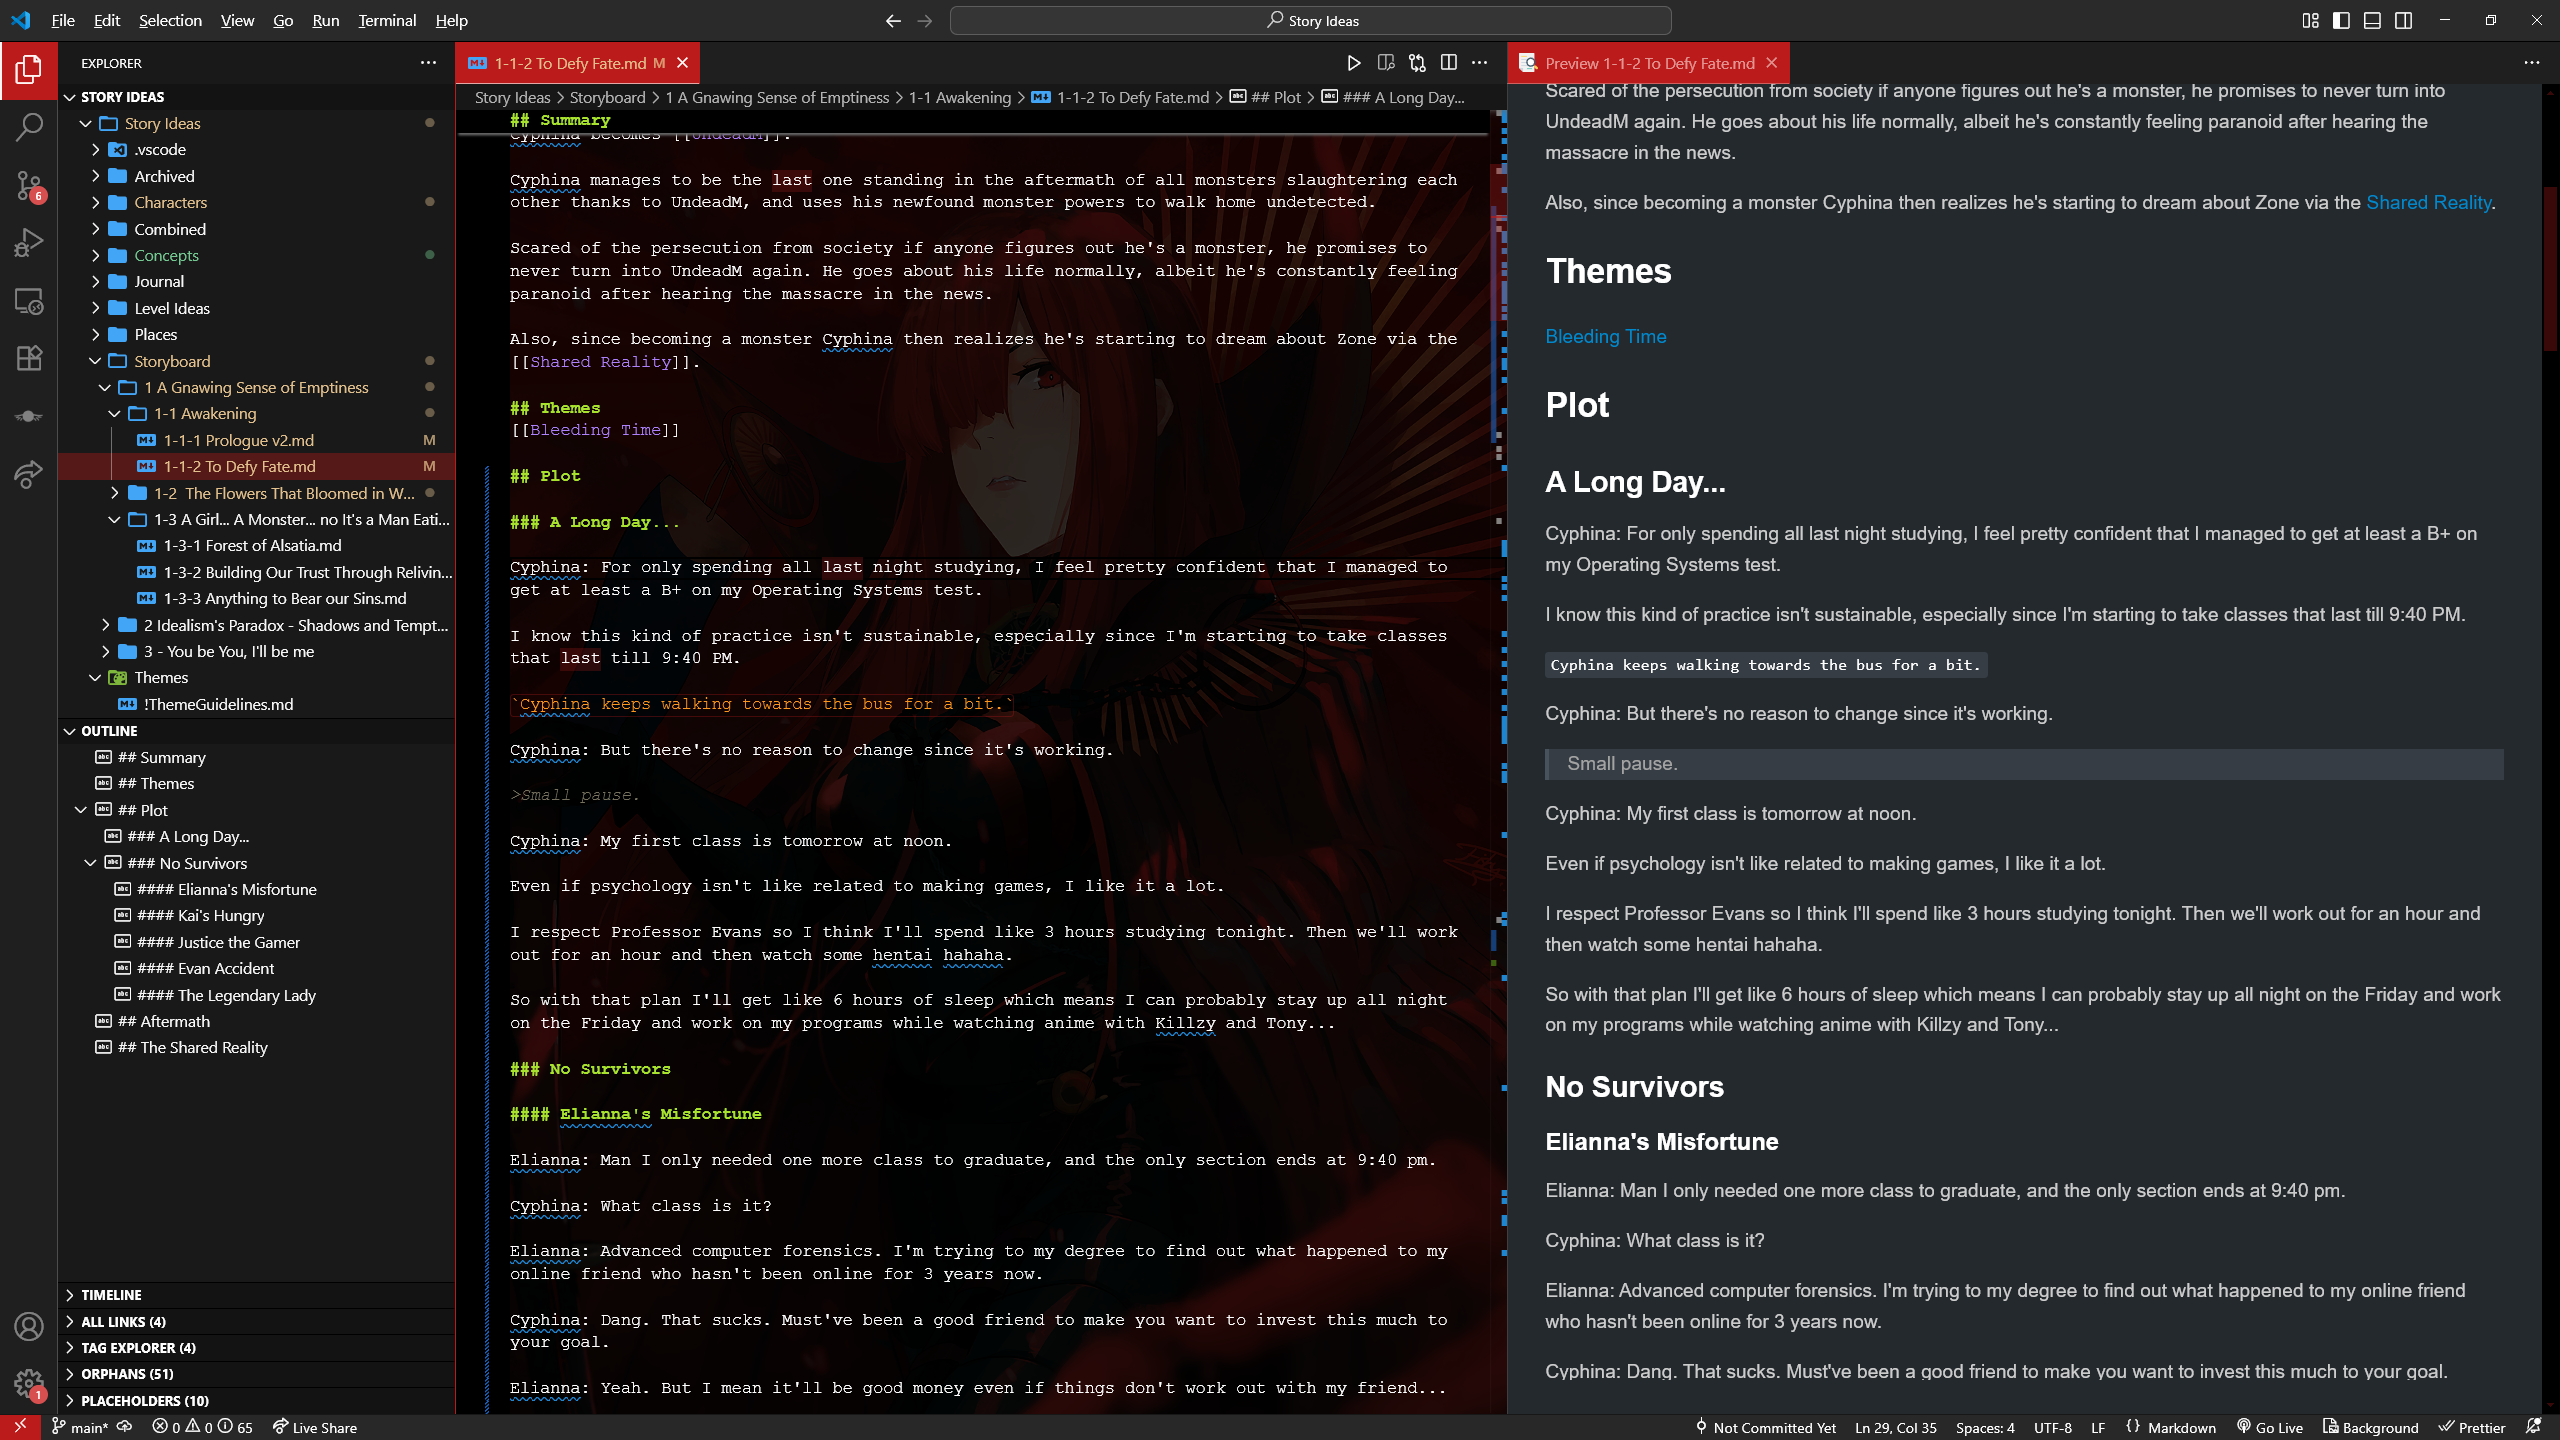 File Edit Selection View Go Run Terminal Help
Story Ideas
EXPLORER
STORY IDEAS
Story Ideas
.vscode
Archived
Characters
Combined
Concepts
Journal
Level Ideas
Places
Storyboard
1 A Gnawing Sense of Emptiness
1-1 Awakening
1-1-1 Prologue v2.md M
1-1-2 To Defy Fate.md M
1-2 The Flowers That Bloomed in W...
1-3 A Girl... A Monster... no It's a Man Eati...
1-3-1 Forest of Alsatia.md
1-3-2 Building Our Trust Through Relivin...
1-3-3 Anything to Bear our Sins.md
2 Idealism's Paradox - Shadows and Tempt...
3 - You be You, I'll be me
Themes
!ThemeGuidelines.md
OUTLINE
## Summary
## Themes
## Plot
### A Long Day...
### No Survivors
#### Elianna's Misfortune
#### Kai's Hungry
#### Justice the Gamer
#### Evan Accident
#### The Legendary Lady
## Aftermath
## The Shared Reality
TIMELINE
ALL LINKS (4)
TAG EXPLORER (4)
ORPHANS (51)
PLACEHOLDERS (10)
6
1
1-1-2 To Defy Fate.md M
Story Ideas > Storyboard > 1 A Gnawing Sense of Emptiness > 1-1 Awakening > 1-1-2 To Defy Fate.md > ## Plot > ### A Long Day...
## Summary
Cyphina becomes [[UndeadM]].
Cyphina manages to be the last one standing in the aftermath of all monsters slaughtering each
other thanks to UndeadM, and uses his newfound monster powers to walk home undetected.
Scared of the persecution from society if anyone figures out he's a monster, he promises to
never turn into UndeadM again. He goes about his life normally, albeit he's constantly feeling
paranoid after hearing the massacre in the news.
Also, since becoming a monster Cyphina then realizes he's starting to dream about Zone via the
[[Shared Reality]].
## Themes
[[Bleeding Time]]
## Plot
### A Long Day...
Cyphina: For only spending all last night studying, I feel pretty confident that I managed to
get at least a B+ on my Operating Systems test.
I know this kind of practice isn't sustainable, especially since I'm starting to take classes
that last till 9:40 PM.
`Cyphina keeps walking towards the bus for a bit.`
Cyphina: But there's no reason to change since it's working.
>Small pause.
Cyphina: My first class is tomorrow at noon.
Even if psychology isn't like related to making games, I like it a lot.
I respect Professor Evans so I think I'll spend like 3 hours studying tonight. Then we'll work
out for an hour and then watch some hentai hahaha.
So with that plan I'll get like 6 hours of sleep which means I can probably stay up all night
on the Friday and work on my programs while watching anime with Killzy and Tony...
### No Survivors
#### Elianna's Misfortune
Elianna: Man I only needed one more class to graduate, and the only section ends at 9:40 pm.
Cyphina: What class is it?
Elianna: Advanced computer forensics. I'm trying to my degree to find out what happened to my
online friend who hasn't been online for 3 years now.
Cyphina: Dang. That sucks. Must've been a good friend to make you want to invest this much to
your goal.
Elianna: Yeah. But I mean it'll be good money even if things don't work out with my friend...
Preview 1-1-2 To Defy Fate.md
Scared of the persecution from society if anyone figures out he's a monster, he promises to never turn into
UndeadM again. He goes about his life normally, albeit he's constantly feeling paranoid after hearing the
massacre in the news.
Also, since becoming a monster Cyphina then realizes he's starting to dream about Zone via the Shared Reality.
Themes
Bleeding Time
Plot
A Long Day...
Cyphina: For only spending all last night studying, I feel pretty confident that I managed to get at least a B+ on
my Operating Systems test.
I know this kind of practice isn't sustainable, especially since I'm starting to take classes that last till 9:40 PM.
Cyphina keeps walking towards the bus for a bit.
Cyphina: But there's no reason to change since it's working.
Small pause.
Cyphina: My first class is tomorrow at noon.
Even if psychology isn't like related to making games, I like it a lot.
I respect Professor Evans so I think I'll spend like 3 hours studying tonight. Then we'll work out for an hour and
then watch some hentai hahaha.
So with that plan I'll get like 6 hours of sleep which means I can probably stay up all night on the Friday and work
on my programs while watching anime with Killzy and Tony...
No Survivors
Elianna's Misfortune
Elianna: Man I only needed one more class to graduate, and the only section ends at 9:40 pm.
Cyphina: What class is it?
Elianna: Advanced computer forensics. I'm trying to my degree to find out what happened to my online friend
who hasn't been online for 3 years now.
Cyphina: Dang. That sucks. Must've been a good friend to make you want to invest this much to your goal.
main* 0 0 65 Live Share Not Committed Yet Ln 29, Col 35 Spaces: 4 UTF-8 LF {} Markdown Go Live Background Prettier